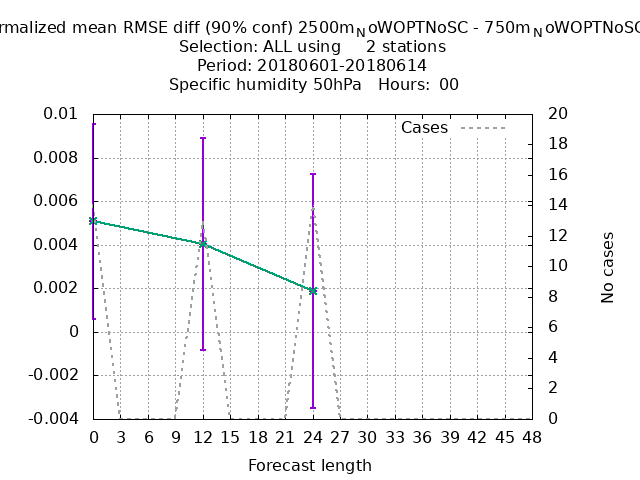 rmalized mean RMSE diff (90% conf) 2500mNoWOPTNoSC - 750mNoWOPTNoSC
Selection: ALL using 2 stations
Period: 20180601-20180614
Specific humidity 50hPa Hours: 00
Cases
0.01
0.008
0.006
0.004
0.002
0
-0.002
-0.004
20
18
16
14
12
10
8
6
4
2
0
No cases
0 3 6 9 12 15 18 21 24 27 30 33 36 39 42 45 48
Forecast length